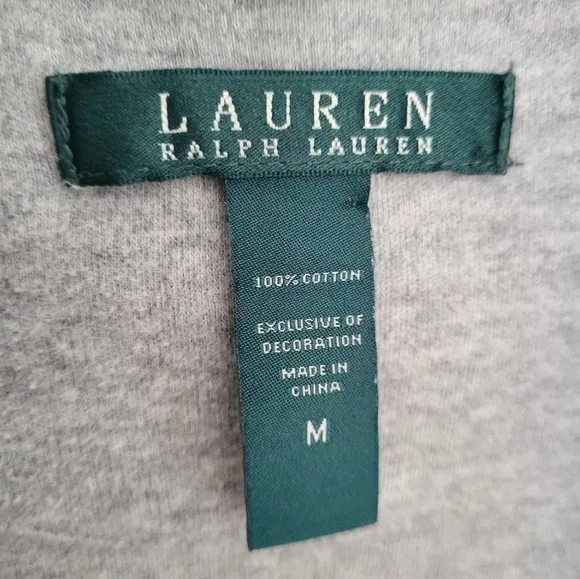 LAUREN
RALPH LAUREN
100% COTTON
EXCLUSIVE OF
DECORATION
MADE IN
CHINA
M